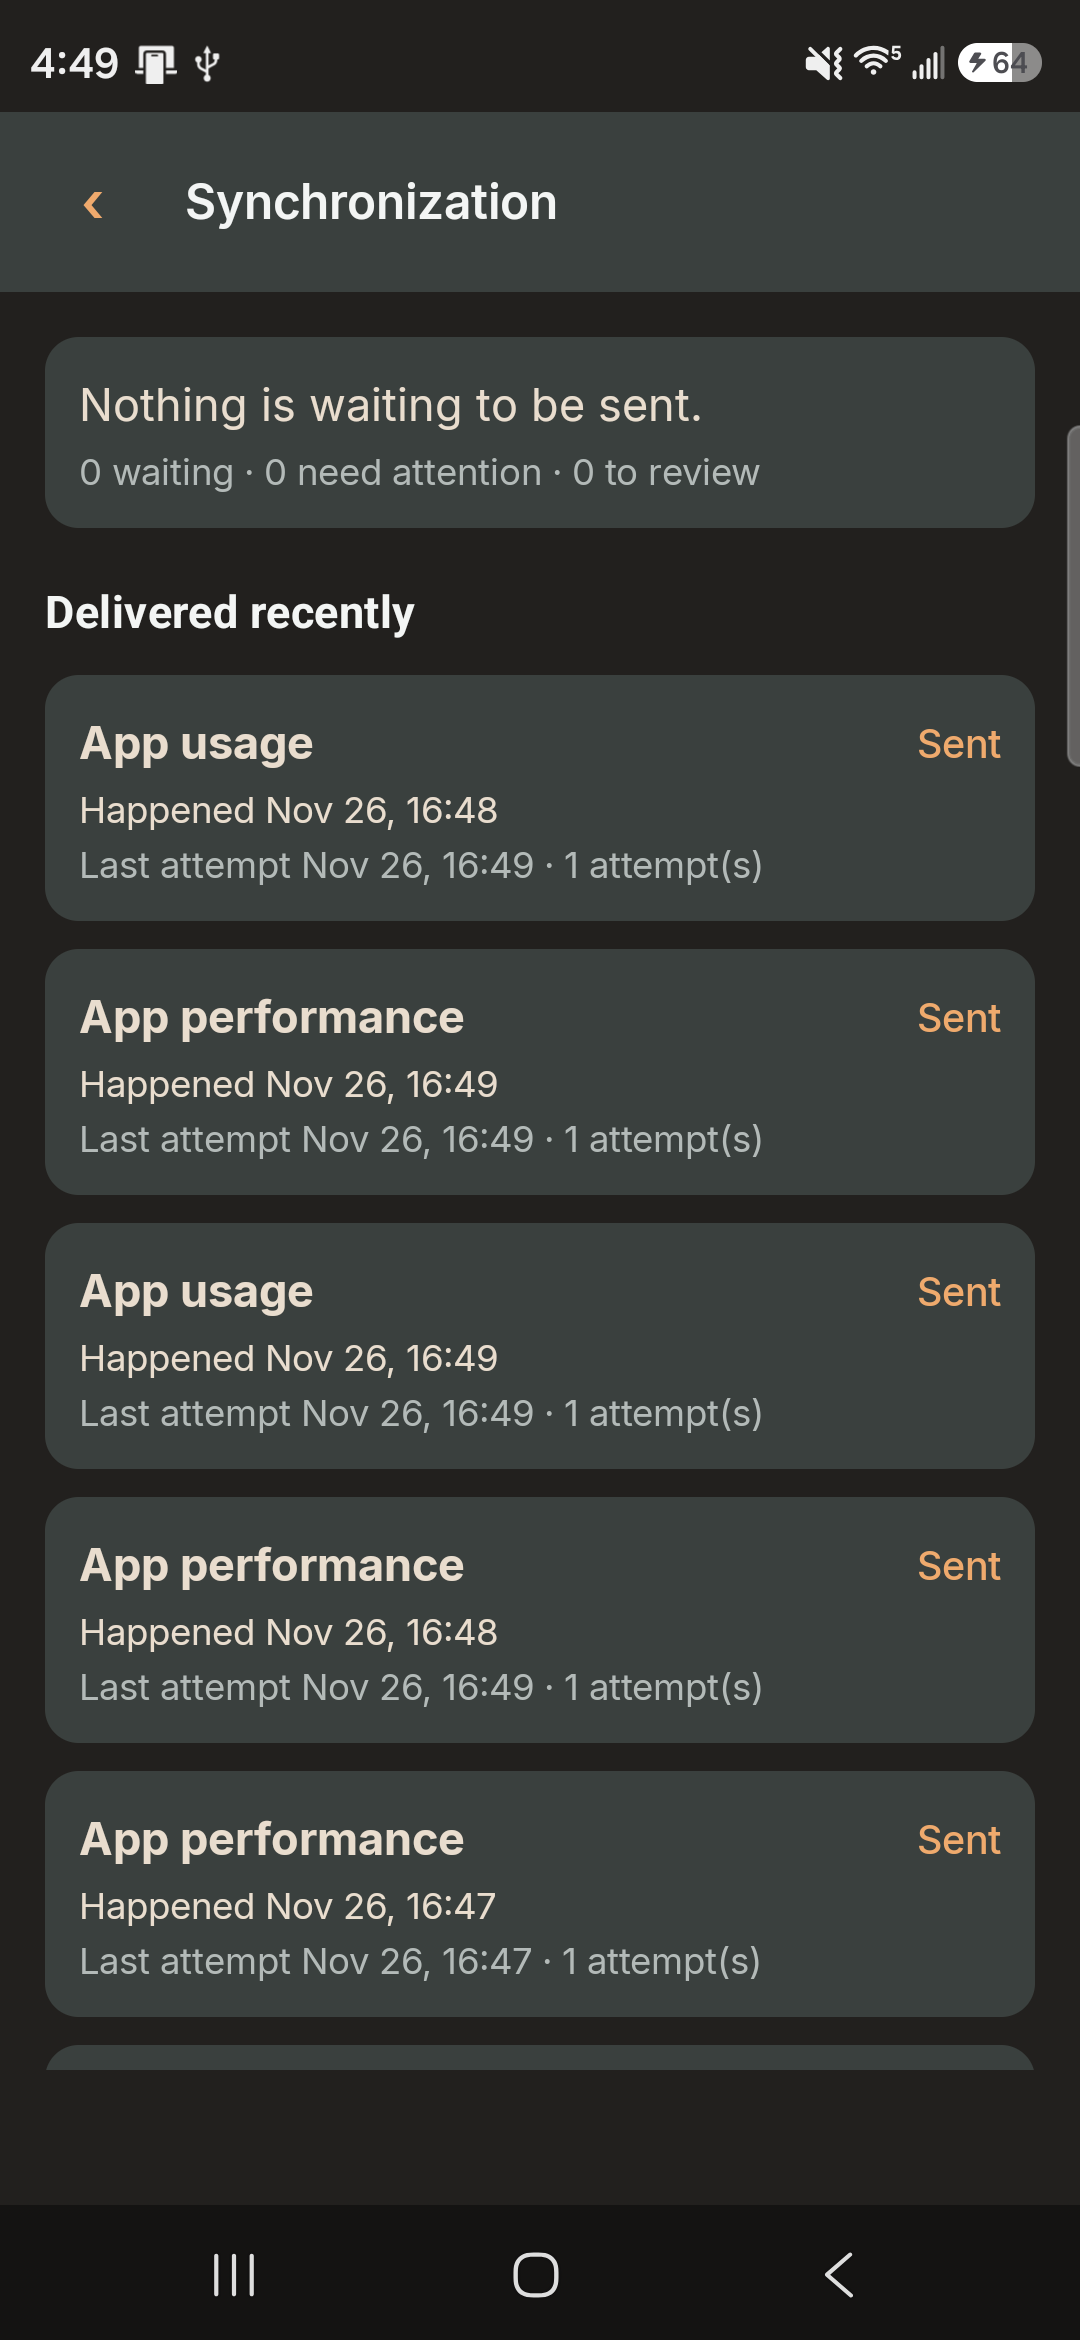 4:49
5
64
Synchronization
Nothing is waiting to be sent.
0 waiting · 0 need attention · 0 to review
Delivered recently
App usage
Sent
Happened Nov 26, 16:48
Last attempt Nov 26, 16:49 · 1 attempt(s)
App performance
Sent
Happened Nov 26, 16:49
Last attempt Nov 26, 16:49 · 1 attempt(s)
App usage
Sent
Happened Nov 26, 16:49
Last attempt Nov 26, 16:49 · 1 attempt(s)
App performance
Sent
Happened Nov 26, 16:48
Last attempt Nov 26, 16:49 · 1 attempt(s)
App performance
Sent
Happened Nov 26, 16:47
Last attempt Nov 26, 16:47 · 1 attempt(s)